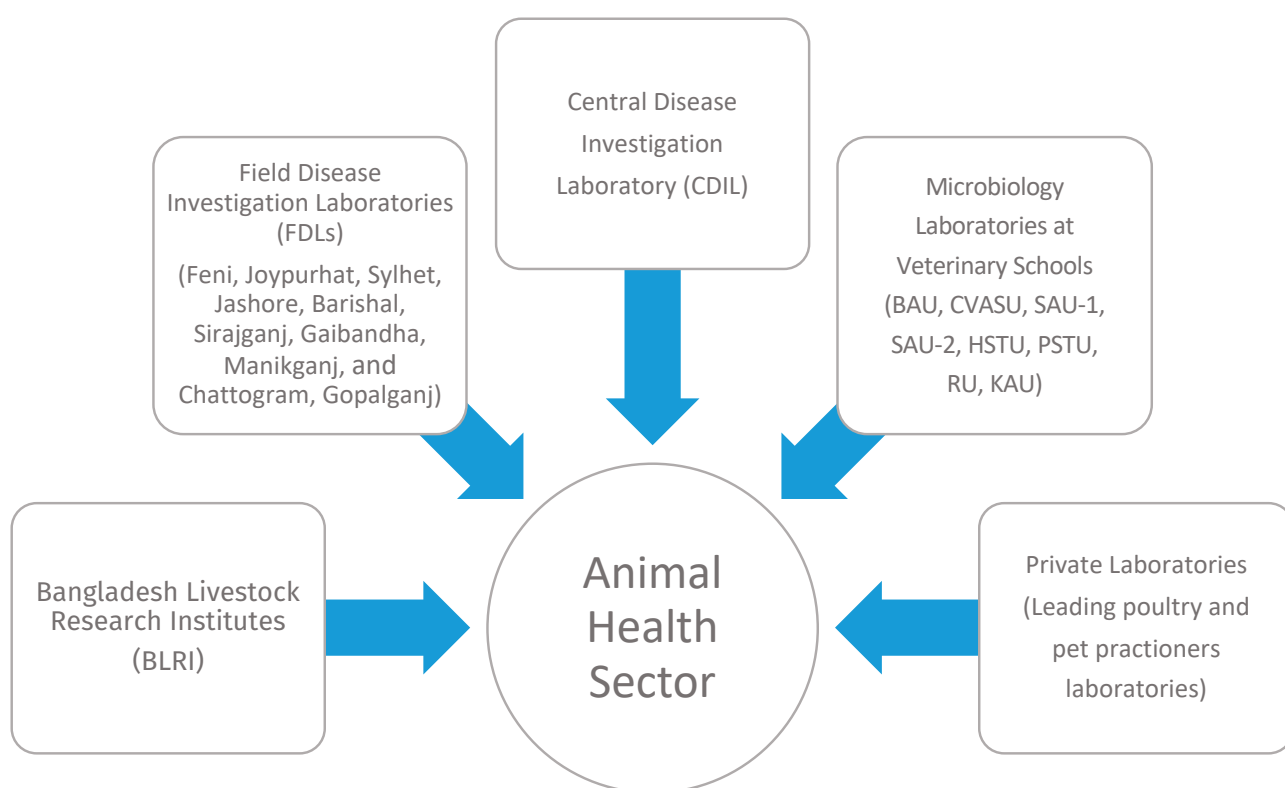 Central Disease
Investigation
Laboratory (CDIL)
Field Disease
Investigation Laboratories
(FDLs)
(Feni, Joypurhat, Sylhet,
Jashore, Barishal,
Sirajganj, Gaibandha,
Manikganj, and
Chattogram, Gopalganj)
Microbiology
Laboratories at
Veterinary Schools
(BAU, CVASU, SAU-1,
SAU-2, HSTU, PSTU,
RU, KAU)
Bangladesh Livestock
Research Institutes
(BLRI)
Animal
Health
Sector
Private Laboratories
(Leading poultry and
pet practioners
laboratories)